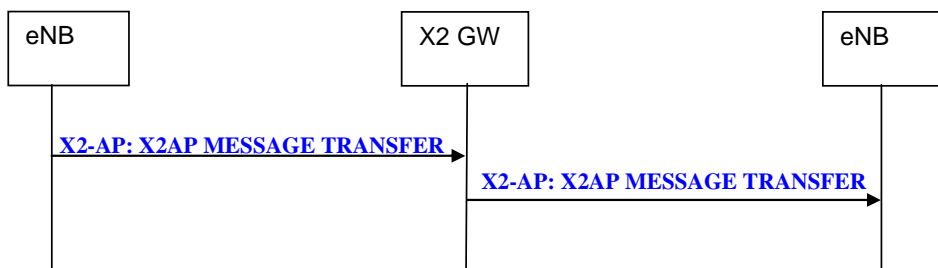 eNB
X2 GW
eNB
X2-AP: X2AP MESSAGE TRANSFER
X2-AP: X2AP MESSAGE TRANSFER